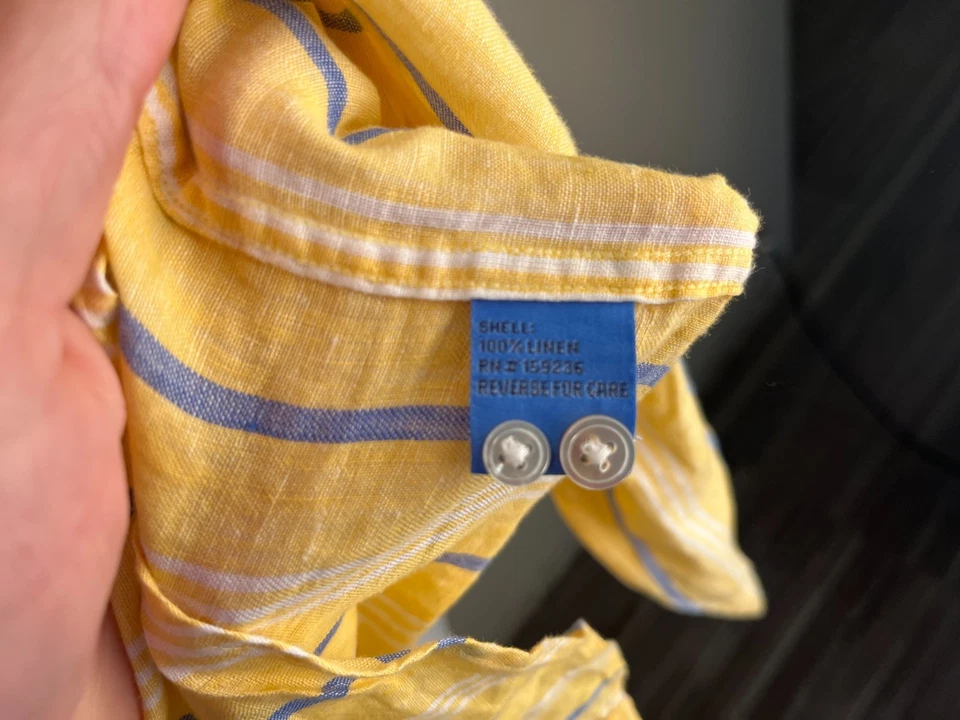 SHELL:
100% LINEN
RN # 159236
REVERSE FOR CARE